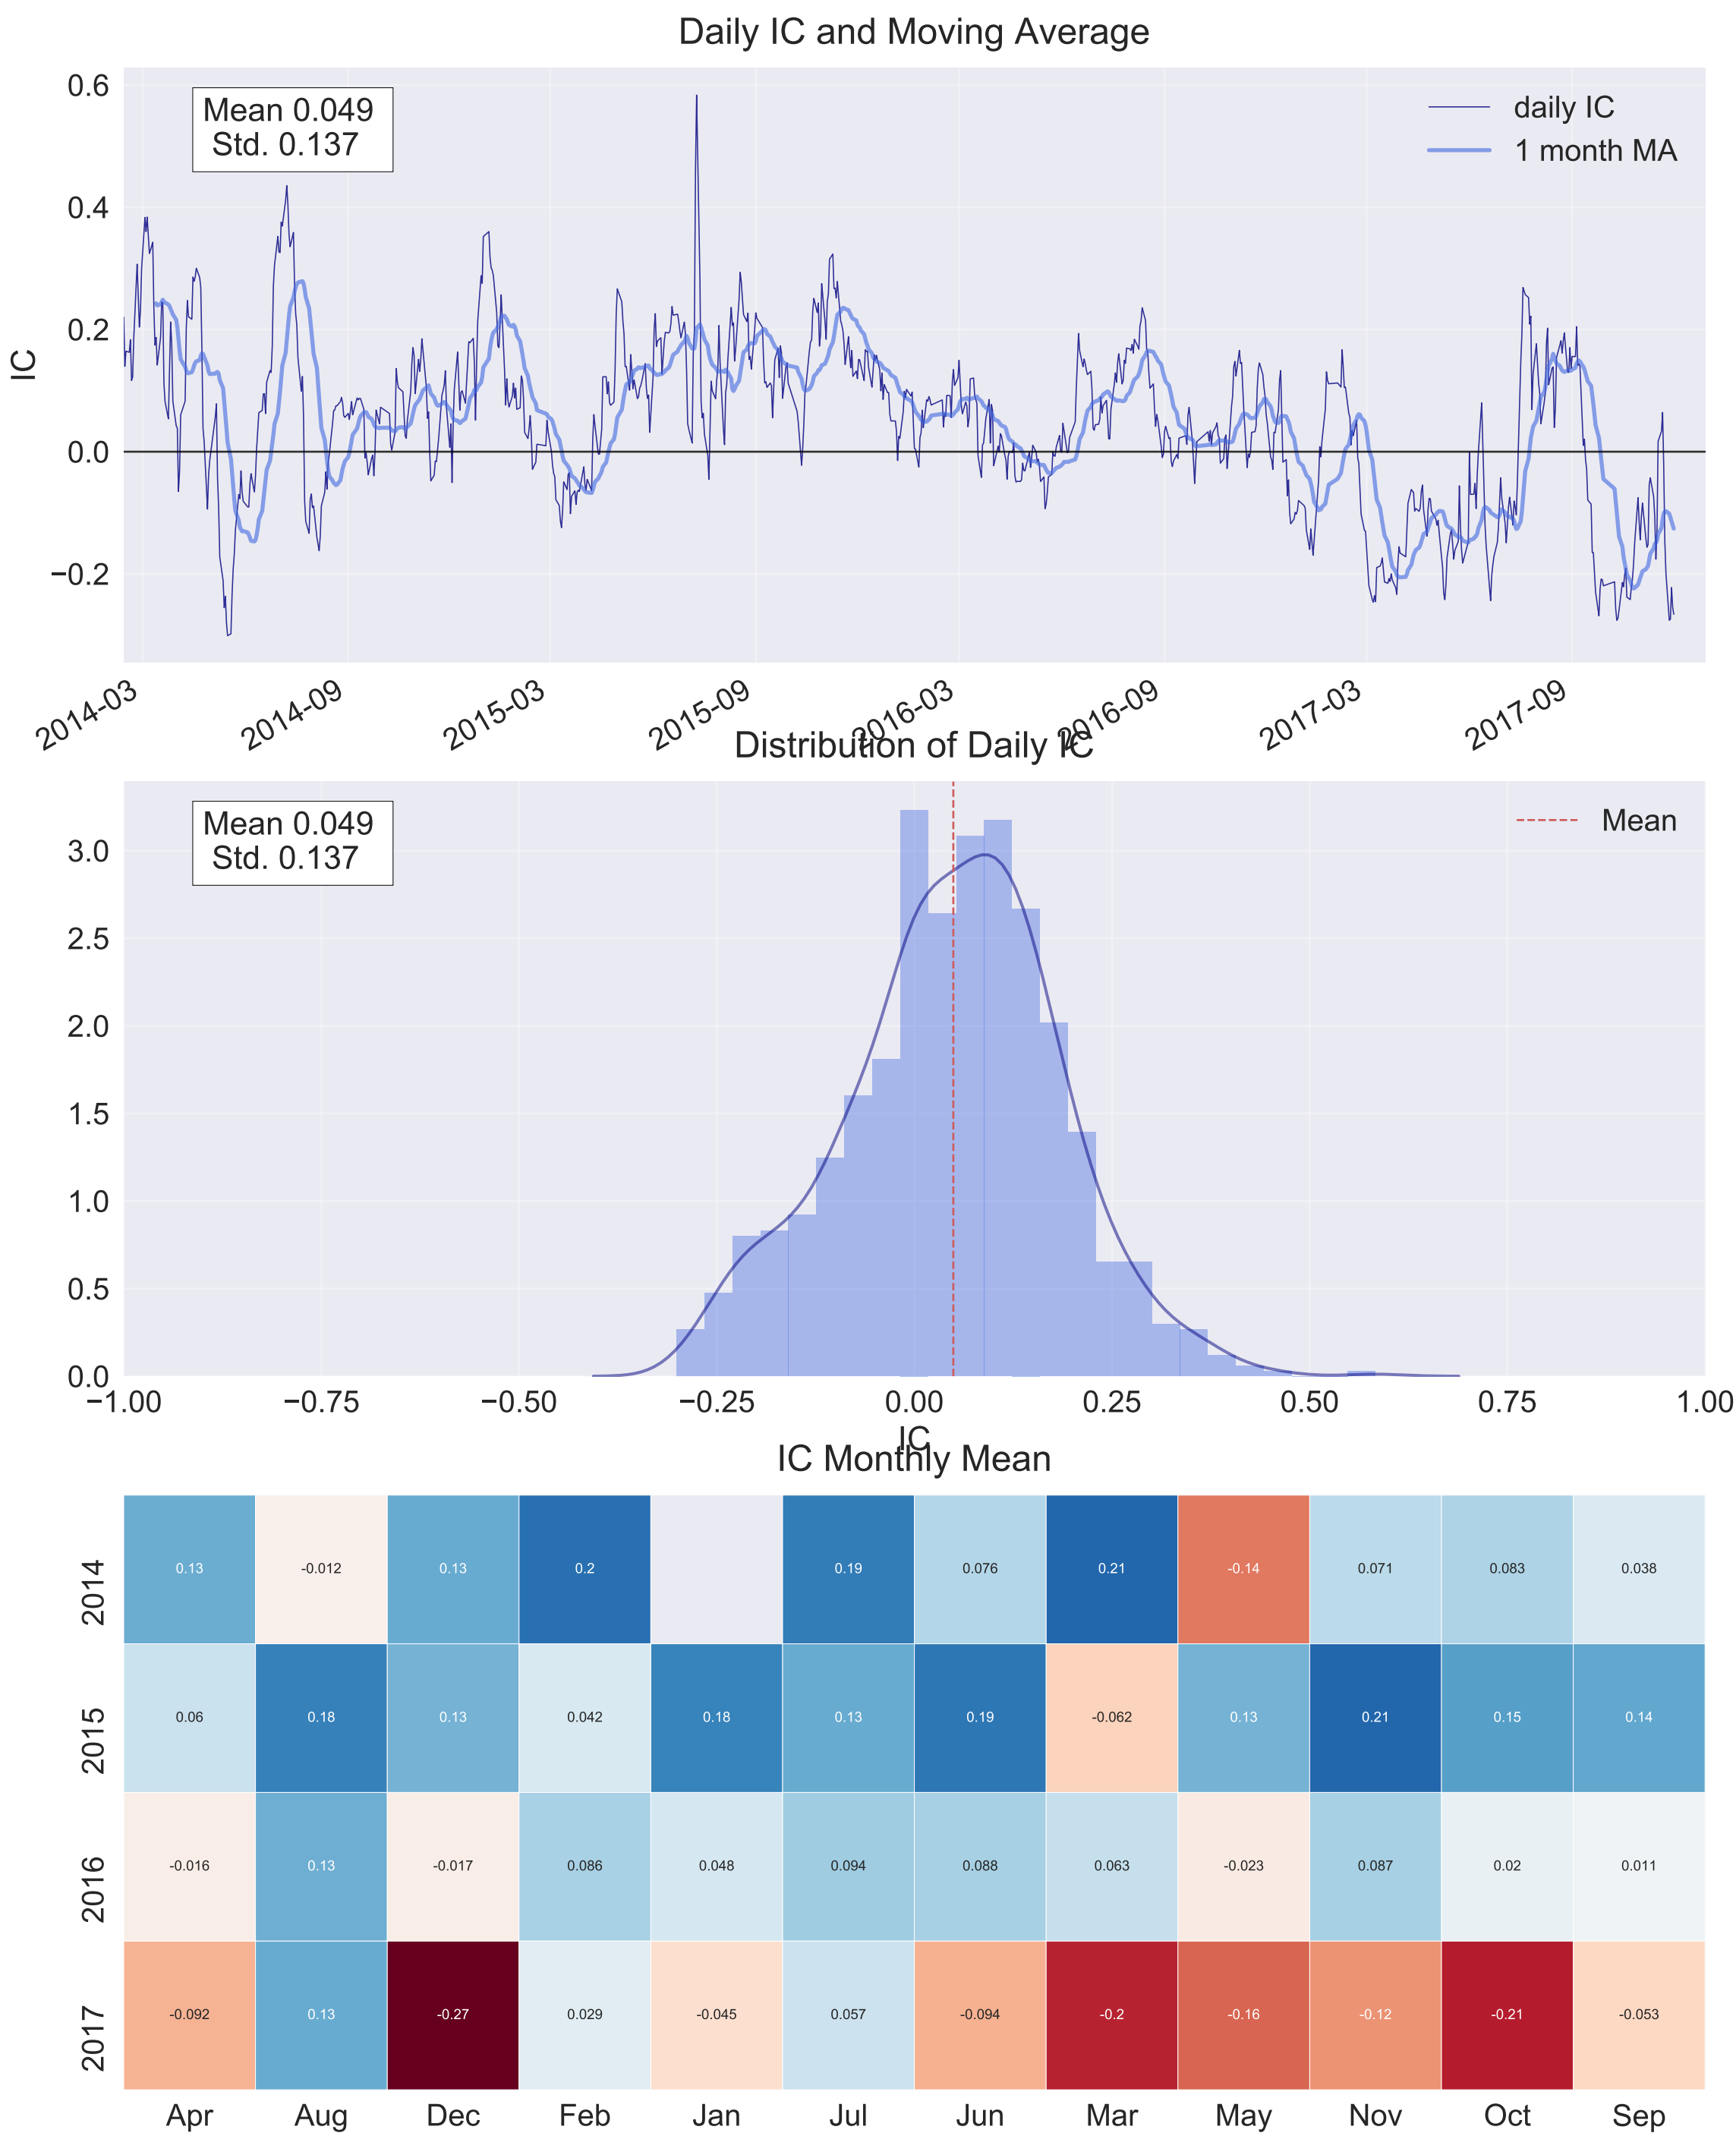 Daily IC and Moving Average
0.6
0.4
0.2
0.0
−0.2
IC
Mean 0.049
Std. 0.137
daily IC
1 month MA
2014-03 2014-09 2015-03 2015-09 2016-03 2016-09 2017-03 2017-09
Distribution of Daily IC
Mean 0.049
Std. 0.137
Mean
3.0
2.5
2.0
1.5
1.0
0.5
0.0
−1.00 −0.75 −0.50 −0.25 0.00 0.25 0.50 0.75 1.00
IC
IC Monthly Mean
2014 0.13 -0.012 0.13 0.2 0.19 0.076 0.21 -0.14 0.071 0.083 0.038
2015 0.06 0.18 0.13 0.042 0.18 0.13 0.19 -0.062 0.13 0.21 0.15 0.14
2016 -0.016 0.13 -0.017 0.086 0.048 0.094 0.088 0.063 -0.023 0.087 0.02 0.011
2017 -0.092 0.13 -0.27 0.029 -0.045 0.057 -0.094 -0.2 -0.16 -0.12 -0.21 -0.053
Apr Aug Dec Feb Jan Jul Jun Mar May Nov Oct Sep